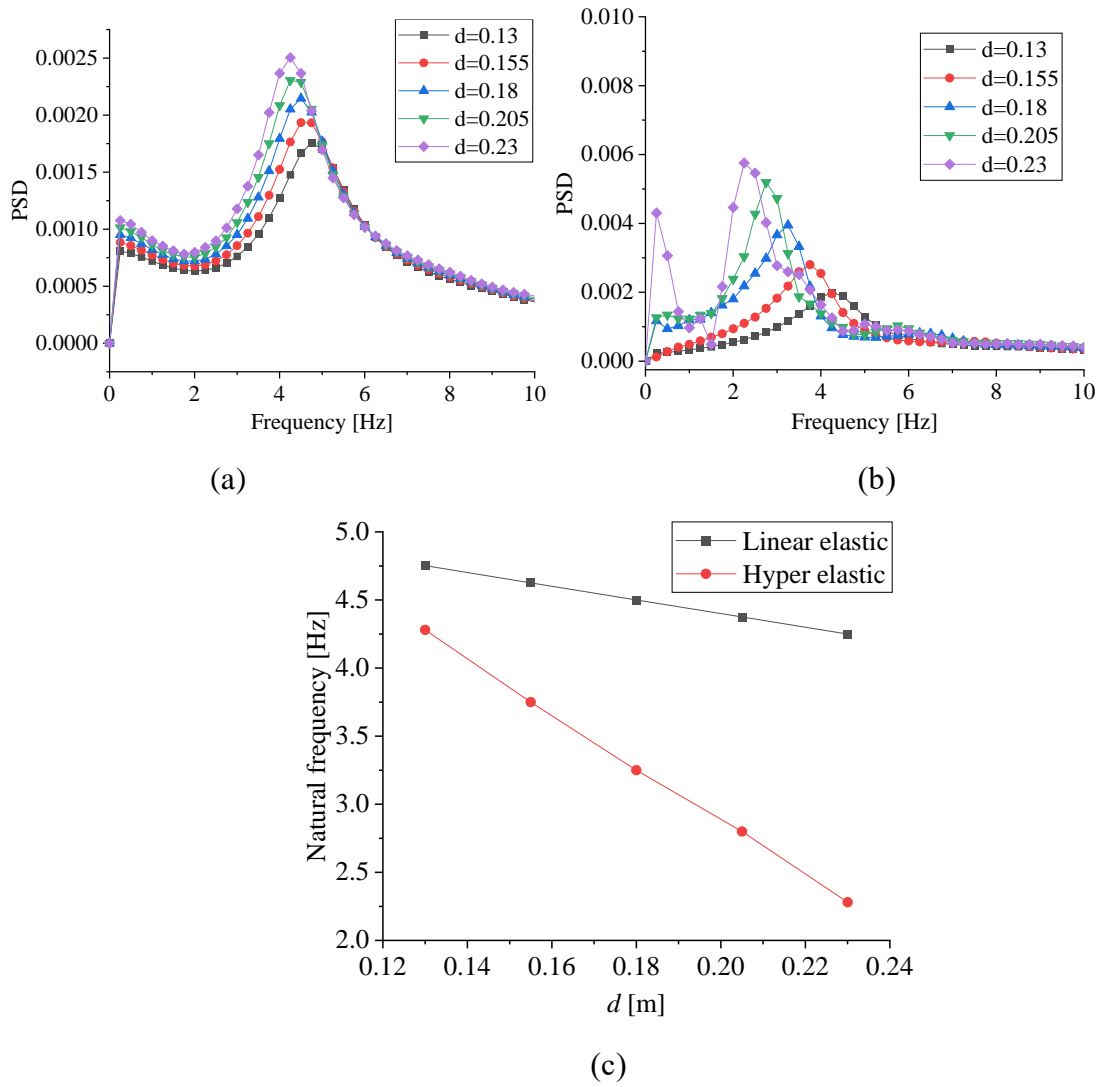 0.0025
0.0020
0.0015
0.0010
0.0005
0.0000
PSD
0 2 4 6 8 10
Frequency [Hz]
d=0.13
d=0.155
d=0.18
d=0.205
d=0.23
(a)
0.010
0.008
0.006
0.004
0.002
0.000
PSD
0 2 4 6 8 10
Frequency [Hz]
d=0.13
d=0.155
d=0.18
d=0.205
d=0.23
(b)
5.0
4.5
4.0
3.5
3.0
2.5
2.0
Natural frequency [Hz]
0.12 0.14 0.16 0.18 0.20 0.22 0.24
d [m]
Linear elastic
Hyper elastic
(c)